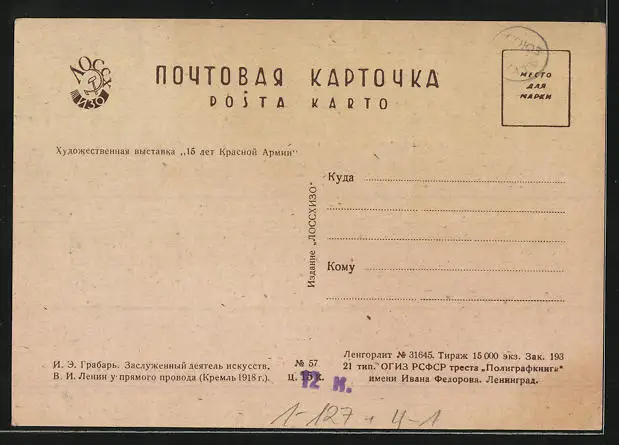 ЛОССХ
ИЗО
ПОЧТОВАЯ КАРТОЧКА
POŜTA KARTO
МЕСТО
ДЛЯ
МАРКИ
Художественная выставка „15 лет Красной Армии“
Куда
Кому
Издание „ЛОССХИЗО“
И. Э. Грабарь. Заслуженный деятель искусств.
В. И. Ленин у прямого провода (Кремль 1918 г.).
№ 57
Ц. к.
12 к.
Ленгорлит № 31645. Тираж 15 000 экз. Зак. 193
21 тип. ОГИЗ РСФСР треста „Полиграфкнига“
имени Ивана Федорова. Ленинград.
1-127 4-1